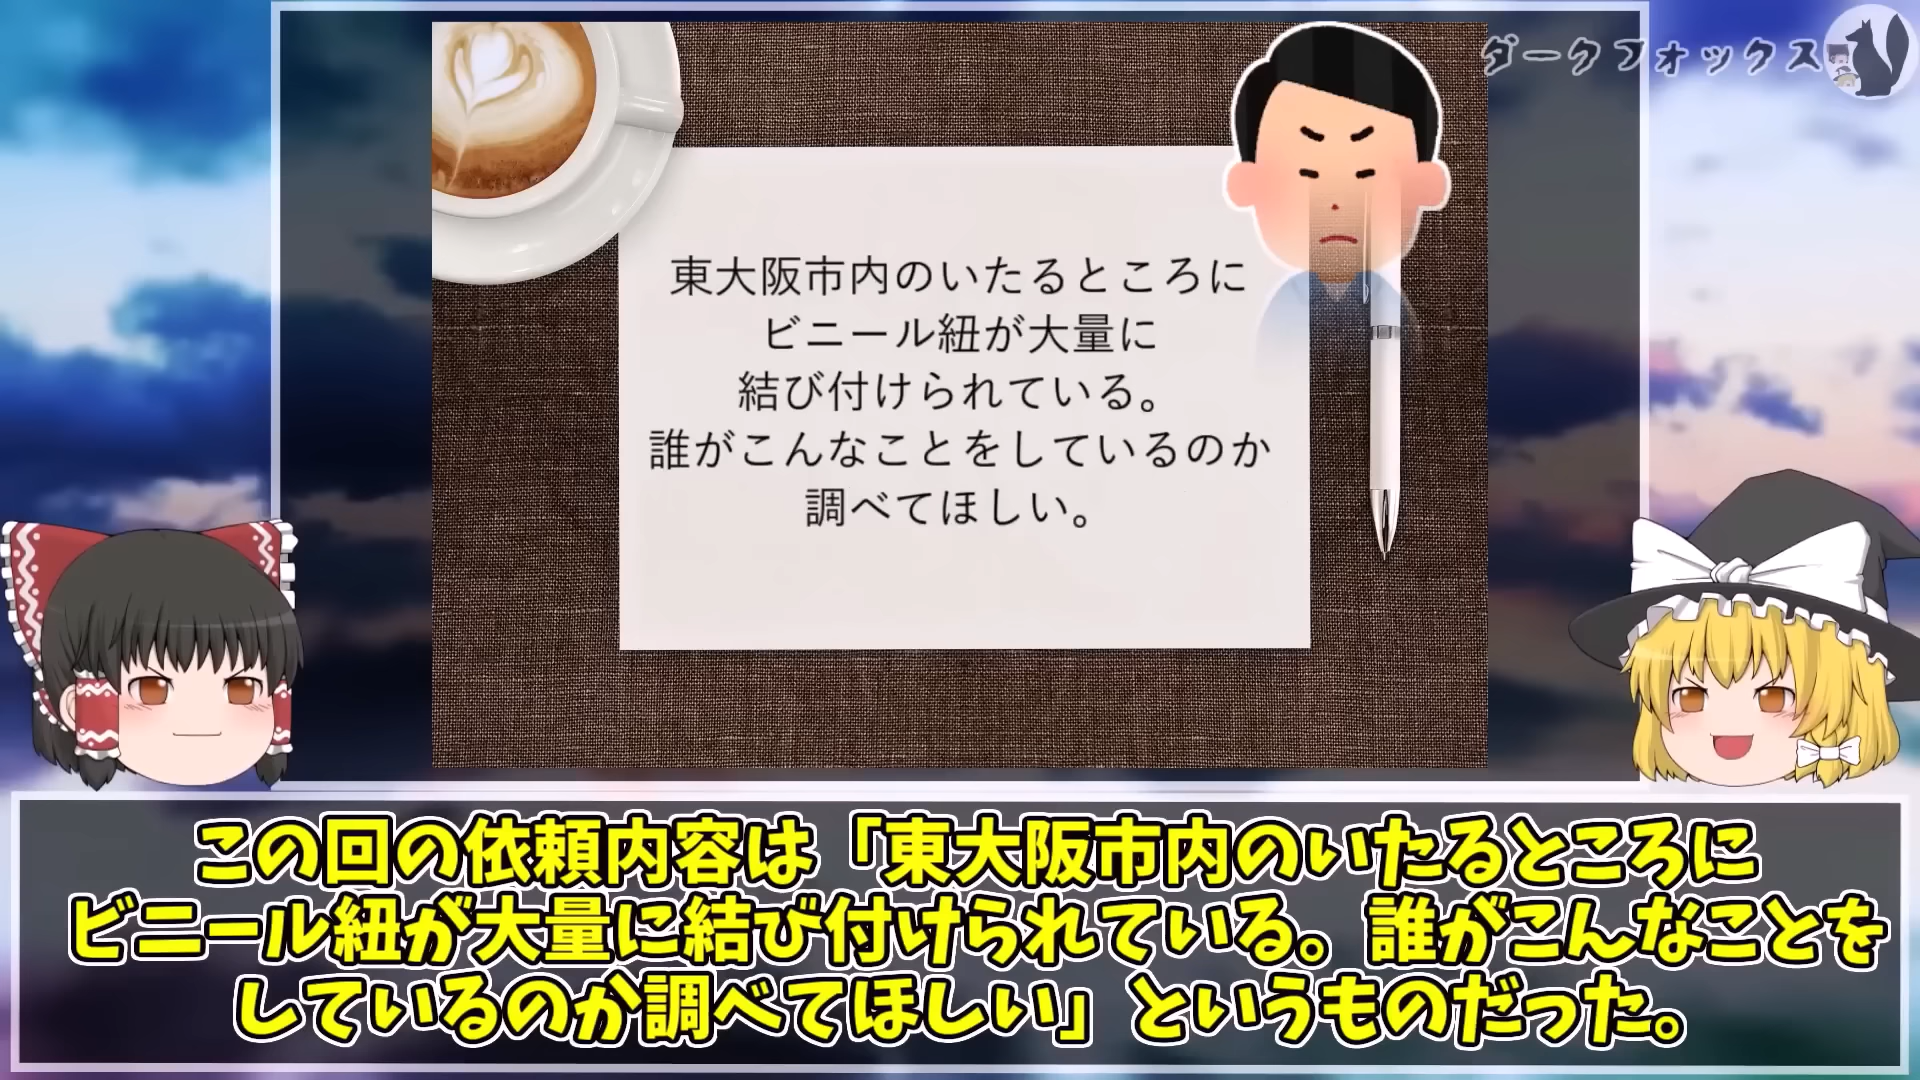 ダークフォックス
東大阪市内のいたるところに
ビニール紐が大量に
結び付けられている。
誰がこんなことをしているのか
調べてほしい。
この回の依頼内容は「東大阪市内のいたるところに
ビニール紐が大量に結び付けられている。誰がこんなことを
しているのか調べてほしい」というものだった。